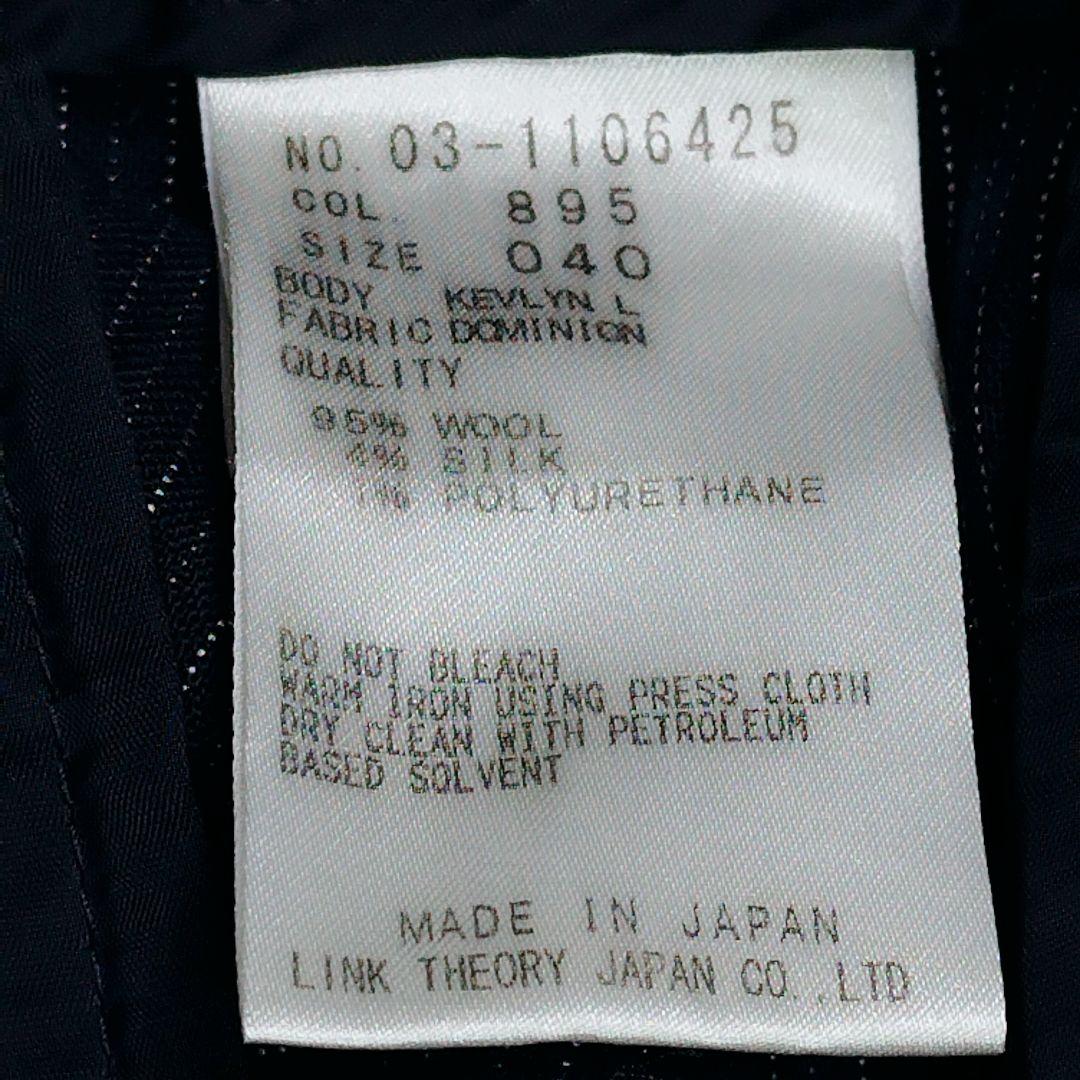 NO. 03-1106425
COL. 895
SIZE 040
BODY KEVLYN L
FABRIC DOMINION
QUALITY
95% WOOL
4% SILK
1% POLYURETHANE
DO NOT BLEACH
WARM IRON USING PRESS CLOTH
DRY CLEAN WITH PETROLEUM
BASED SOLVENT
MADE IN JAPAN
LINK THEORY JAPAN CO.,LTD